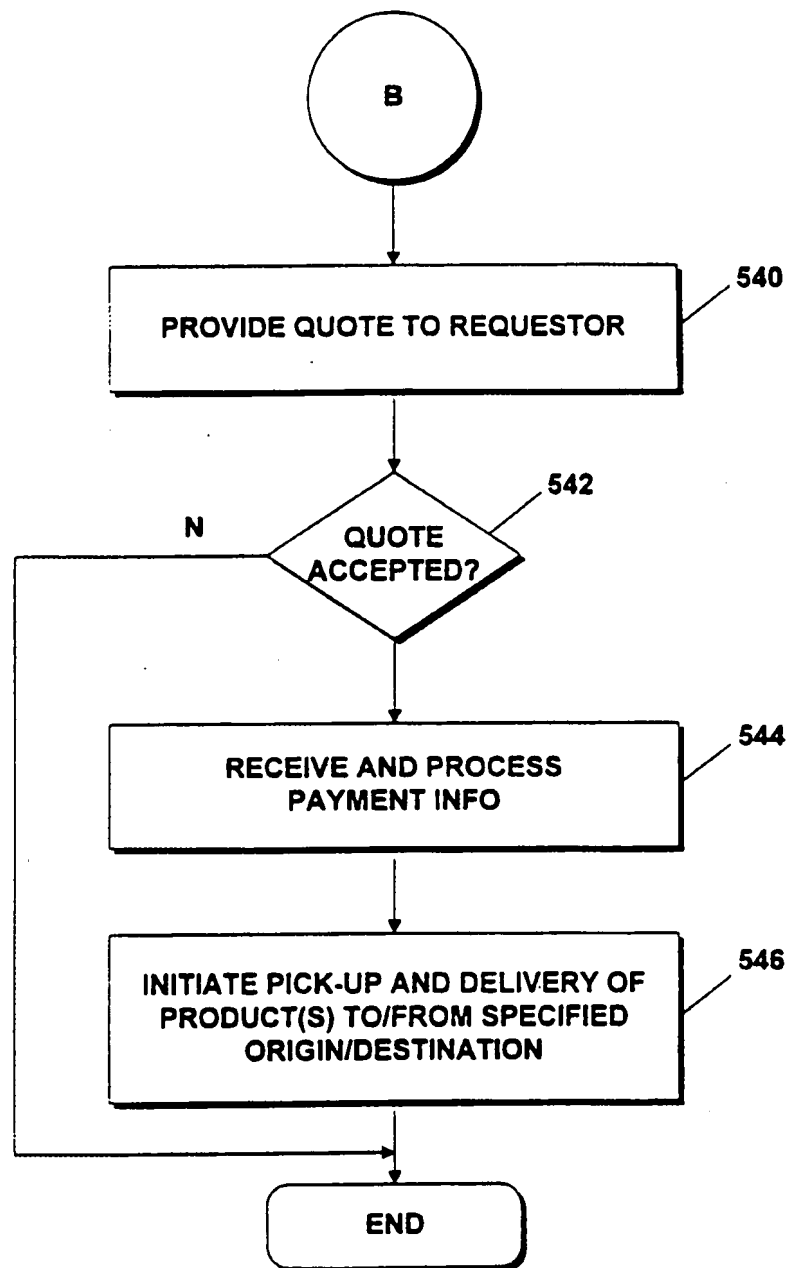 B
540
PROVIDE QUOTE TO REQUESTOR
542
N
QUOTE
ACCEPTED?
544
RECEIVE AND PROCESS
PAYMENT INFO
546
INITIATE PICK-UP AND DELIVERY OF
PRODUCT(S) TO/FROM SPECIFIED
ORIGIN/DESTINATION
END